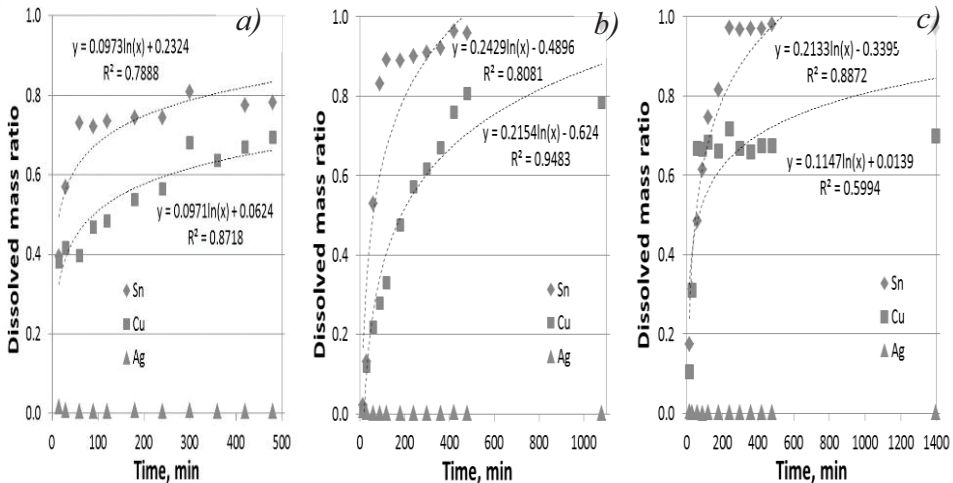 a)
y = 0.0973ln(x) + 0.2324
R² = 0.7888
y = 0.0971ln(x) + 0.0624
R² = 0.8718
Sn
Cu
Ag
1.0
0.8
0.6
0.4
0.2
0.0
0 100 200 300 400 500
Dissolved mass ratio
Time, min
b)
y = 0.2429ln(x) - 0.4896
R² = 0.8081
y = 0.2154ln(x) - 0.624
R² = 0.9483
Sn
Cu
Ag
1.0
0.8
0.6
0.4
0.2
0.0
0 200 400 600 800 1000
Dissolved mass ratio
Time, min
c)
y = 0.2133ln(x) - 0.3395
R² = 0.8872
y = 0.1147ln(x) + 0.0139
R² = 0.5994
Sn
Cu
Ag
1.0
0.8
0.6
0.4
0.2
0.0
0 200 400 600 800 1000 1200 1400
Dissolved mass ratio
Time, min